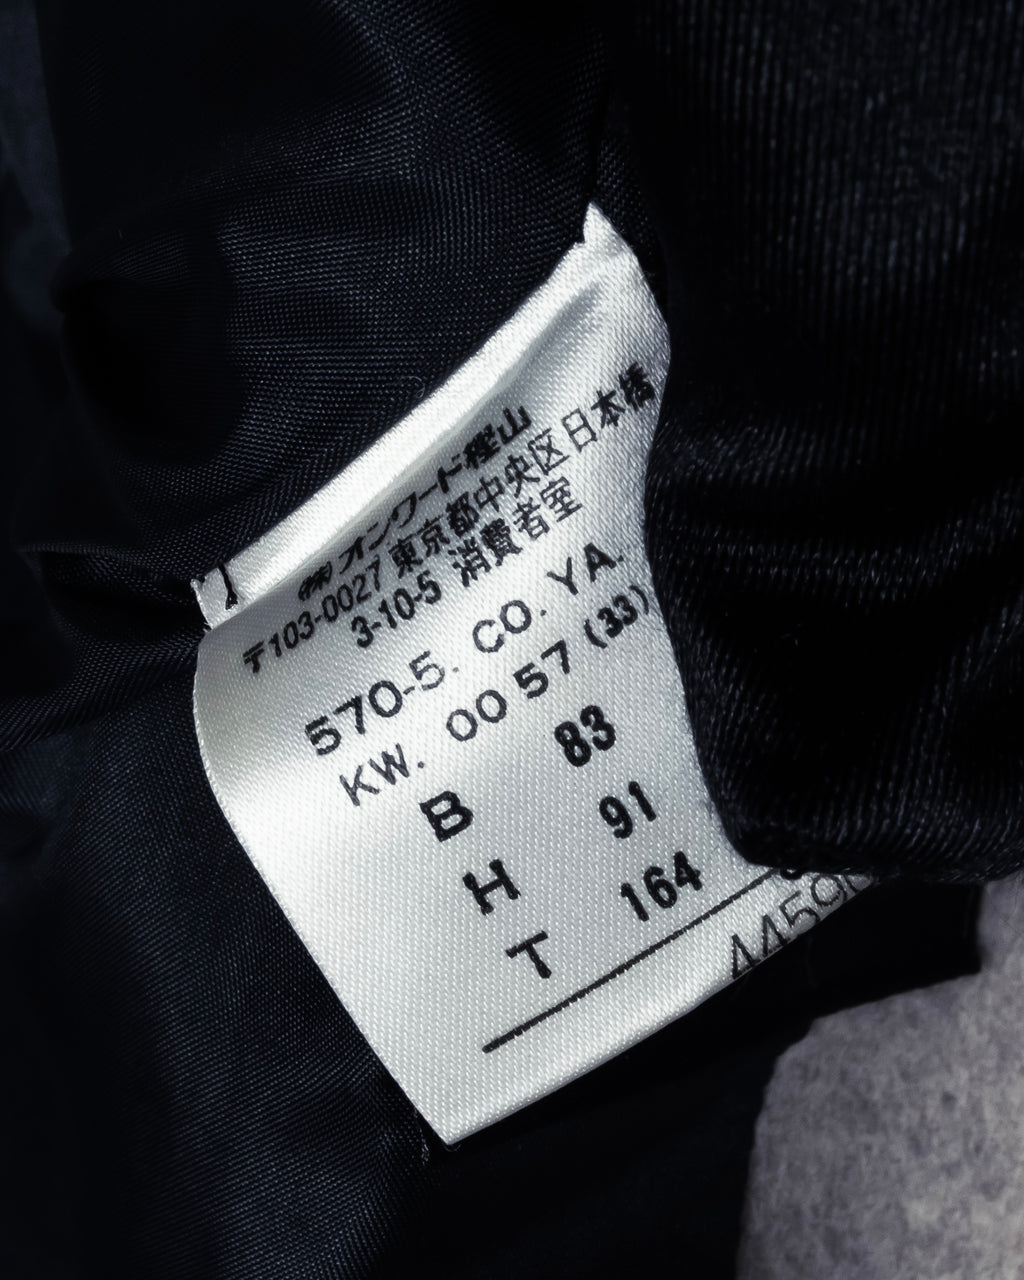 ㈱オンワード樫山
〒103-0027 東京都中央区日本橋
3-10-5 消費者室
570-5. CO. YA.
KW. 00 57 (33)
B 83
H 91
T 164